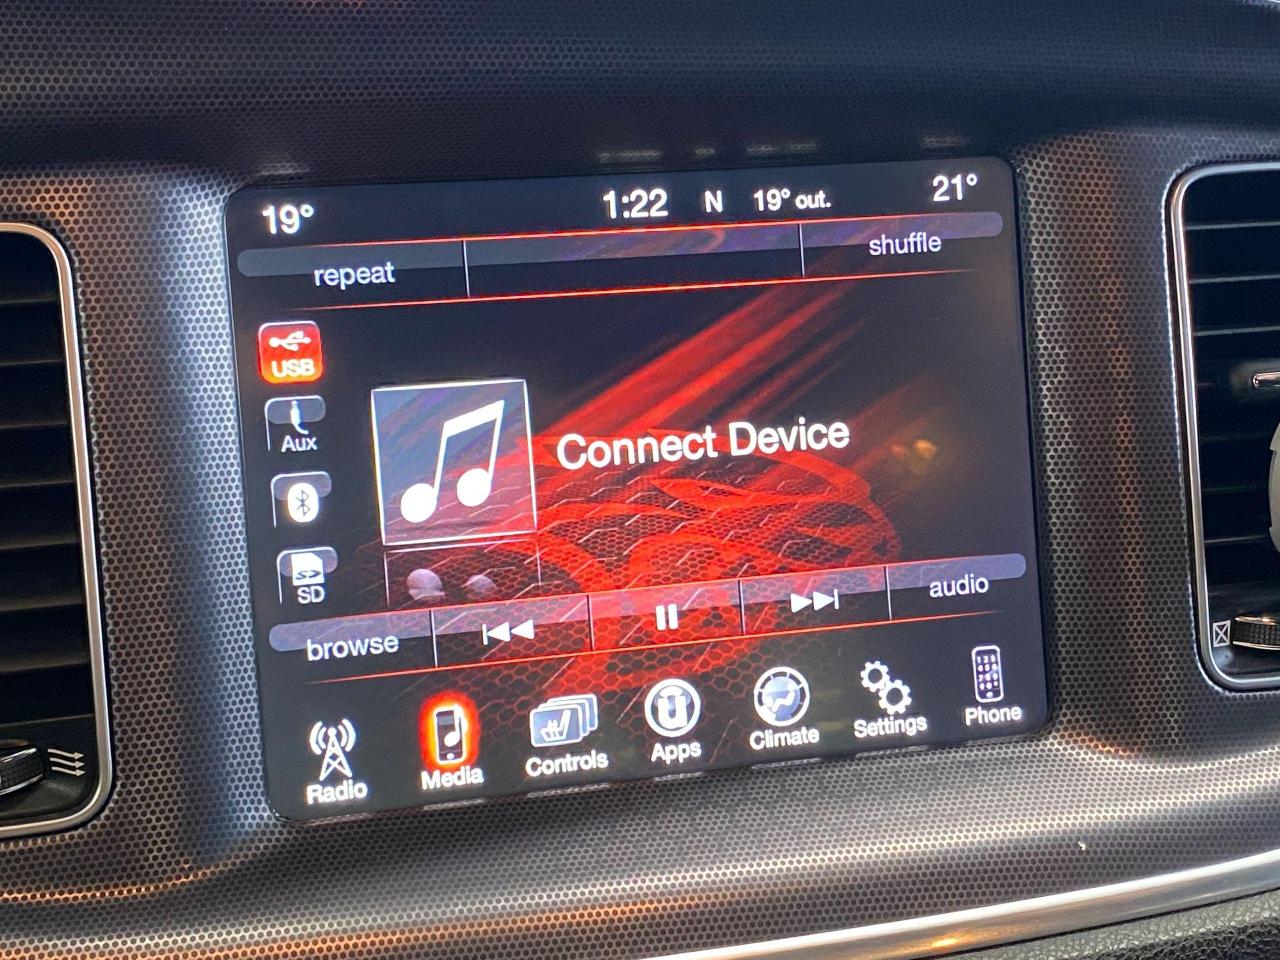 19° 1:22 N 19° out. 21°
repeat shuffle
USB
Aux
Connect Device
SD
browse audio
Radio Media Controls Apps Climate Settings Phone